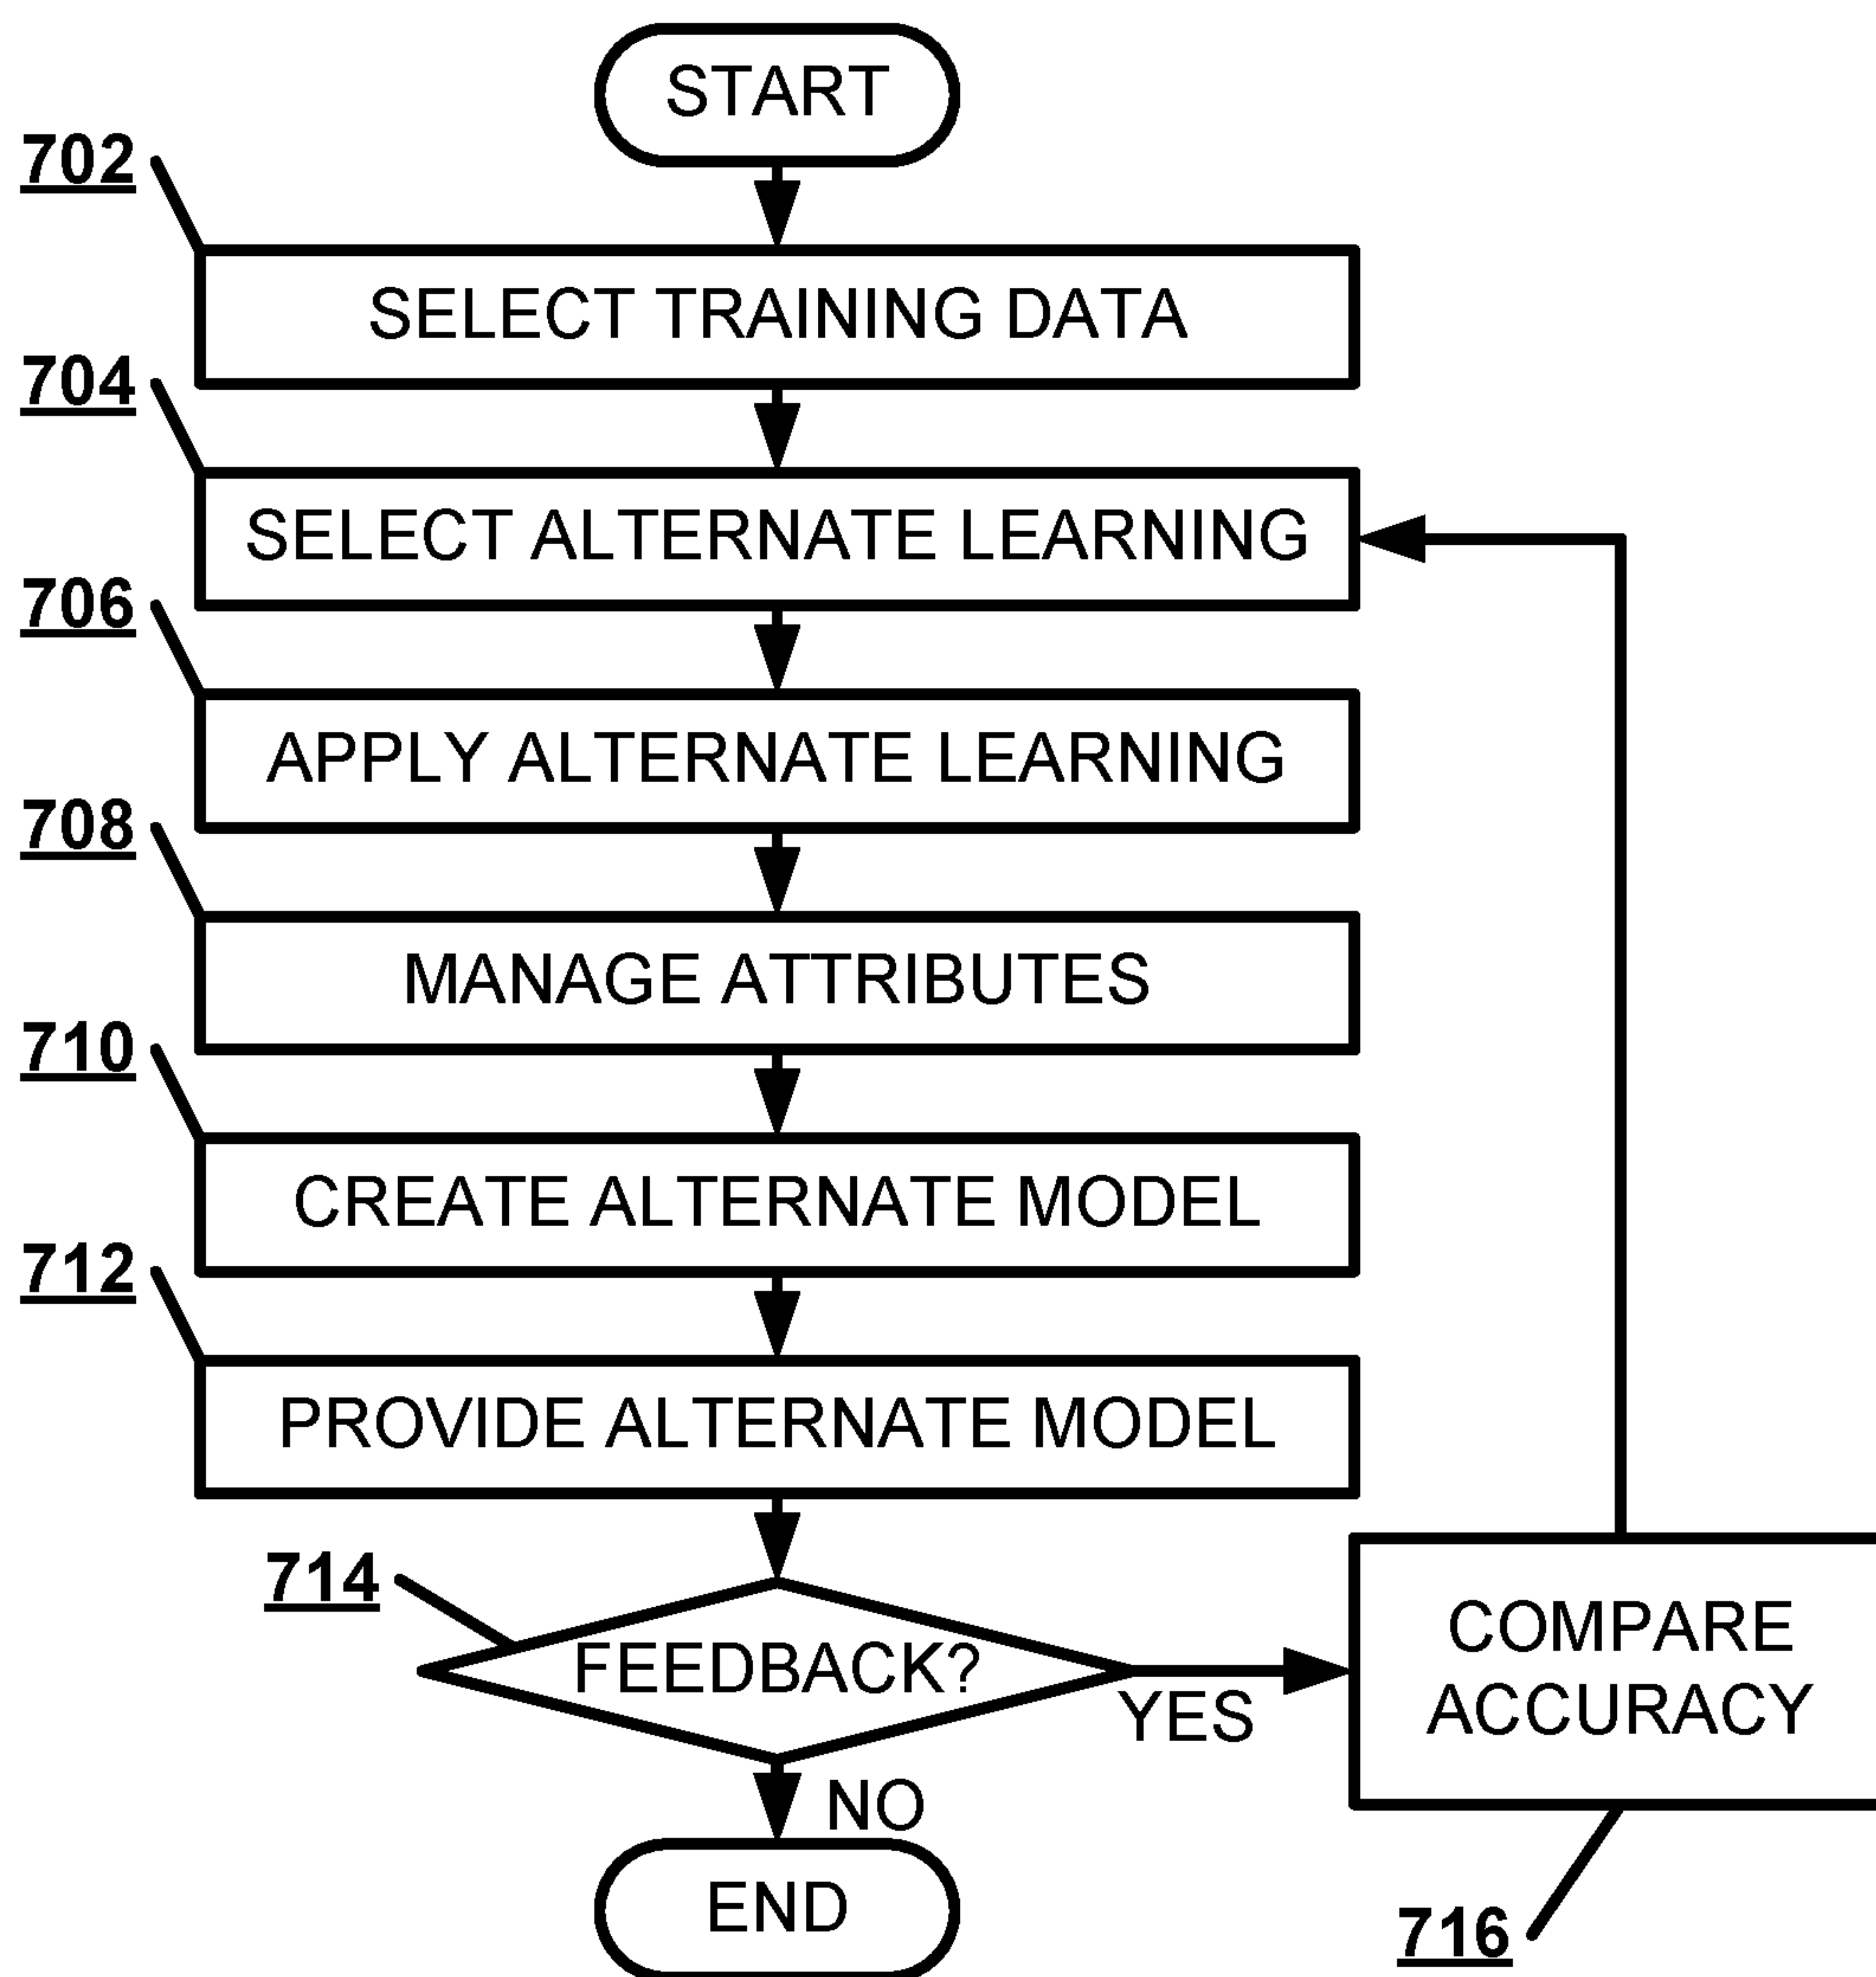 START
702
SELECT TRAINING DATA
704
SELECT ALTERNATE LEARNING
706
APPLY ALTERNATE LEARNING
708
MANAGE ATTRIBUTES
710
CREATE ALTERNATE MODEL
712
PROVIDE ALTERNATE MODEL
714
FEEDBACK?
YES
COMPARE
ACCURACY
NO
END
716